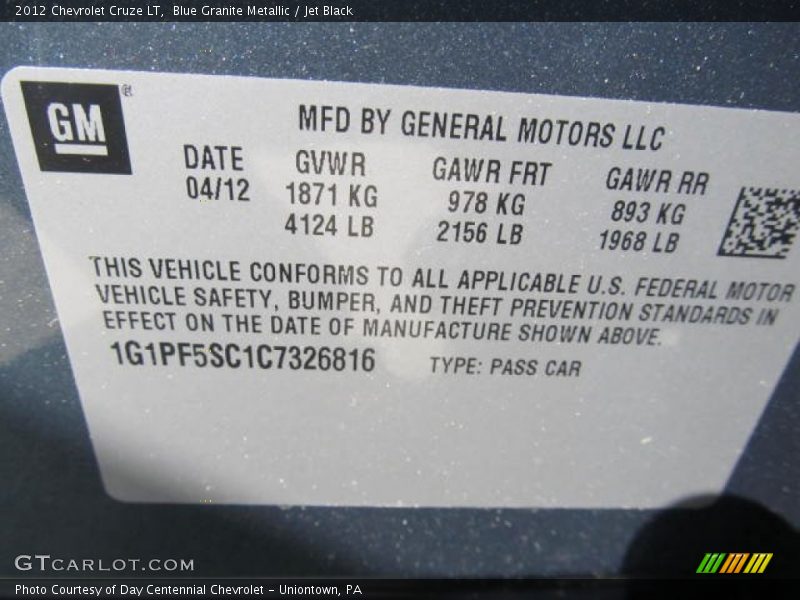 2012 Chevrolet Cruze LT, Blue Granite Metallic / Jet Black
GM ®
MFD BY GENERAL MOTORS LLC
DATE GVWR GAWR FRT GAWR RR
04/12 1871 KG 978 KG 893 KG
4124 LB 2156 LB 1968 LB
THIS VEHICLE CONFORMS TO ALL APPLICABLE U.S. FEDERAL MOTOR
VEHICLE SAFETY, BUMPER, AND THEFT PREVENTION STANDARDS IN
EFFECT ON THE DATE OF MANUFACTURE SHOWN ABOVE.
1G1PF5SC1C7326816 TYPE: PASS CAR
GTCARLOT.COM
Photo Courtesy of Day Centennial Chevrolet - Uniontown, PA